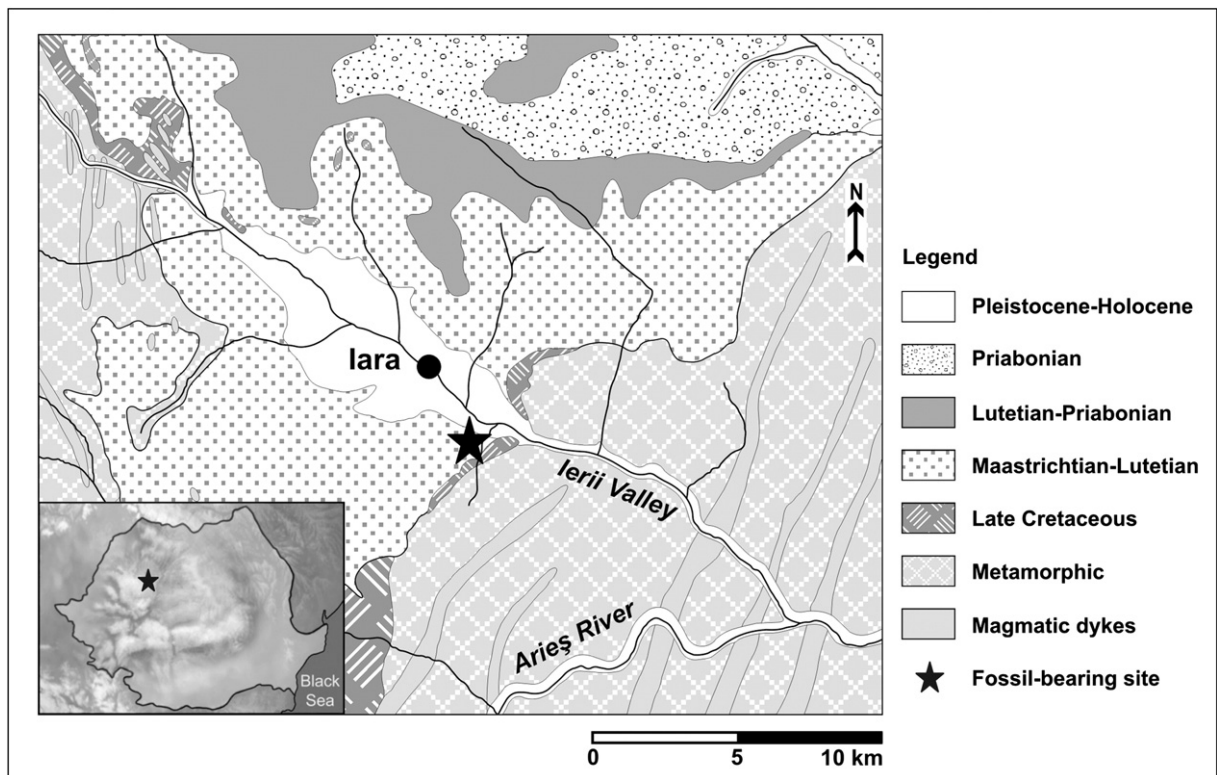 N
Iara
Ierii Valley
Arieş River
Black
Sea
Legend
Pleistocene-Holocene
Priabonian
Lutetian-Priabonian
Maastrichtian-Lutetian
Late Cretaceous
Metamorphic
Magmatic dykes
Fossil-bearing site
0 5 10 km